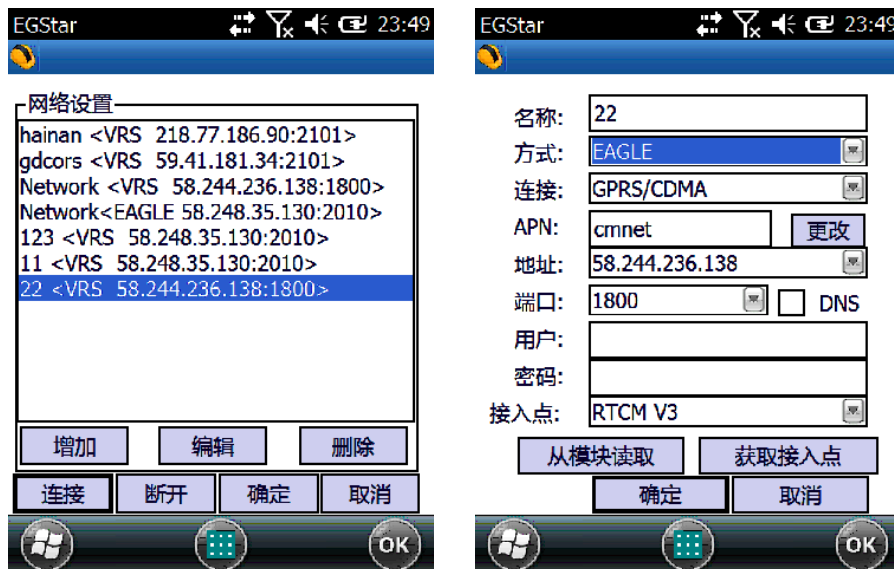 EGStar 23:49
网络设置
hainan <VRS 218.77.186.90:2101>
gdcors <VRS 59.41.181.34:2101>
Network <VRS 58.244.236.138:1800>
Network<EAGLE 58.248.35.130:2010>
123 <VRS 58.248.35.130:2010>
11 <VRS 58.248.35.130:2010>
22 <VRS 58.244.236.138:1800>
增加 编辑 删除
连接 断开 确定 取消
OK
EGStar 23:49
名称: 22
方式: EAGLE
连接: GPRS/CDMA
APN: cmnet 更改
地址: 58.244.236.138
端口: 1800 DNS
用户:
密码:
接入点: RTCM V3
从模块读取 获取接入点
确定 取消
OK